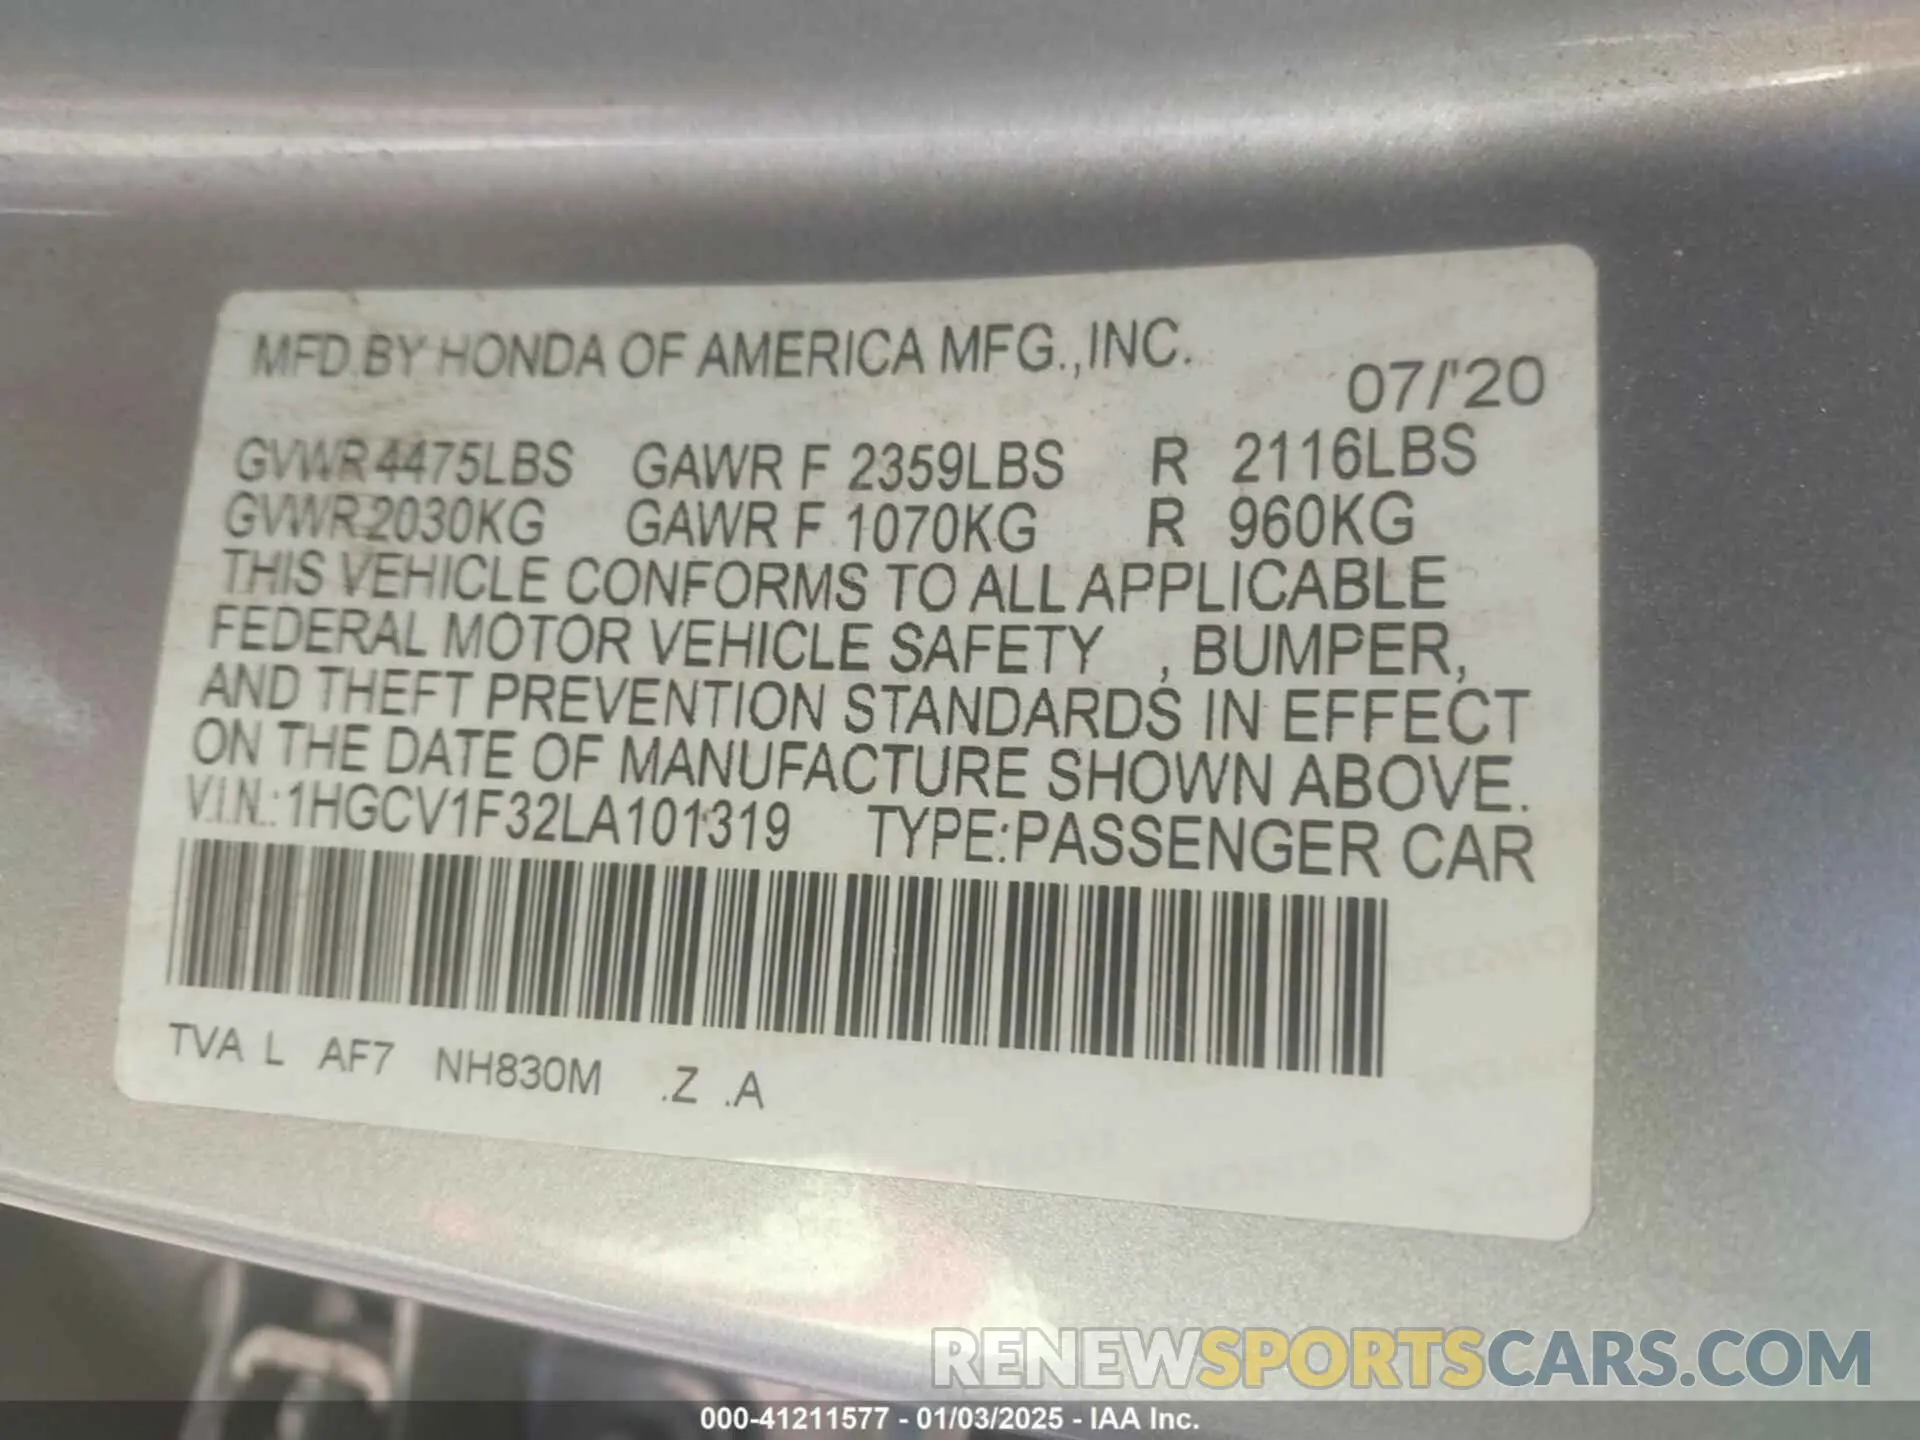 MFD.BY HONDA OF AMERICA MFG.,INC.
07/'20
GVWR 4475LBS GAWR F 2359LBS R 2116LBS
GVWR 2030KG GAWR F 1070KG R 960KG
THIS VEHICLE CONFORMS TO ALL APPLICABLE
FEDERAL MOTOR VEHICLE SAFETY , BUMPER,
AND THEFT PREVENTION STANDARDS IN EFFECT
ON THE DATE OF MANUFACTURE SHOWN ABOVE.
V.I.N.: 1HGCV1F32LA101319 TYPE:PASSENGER CAR
TVA L AF7 NH830M .Z .A
RENEWSPORTSCARS.COM
000-41211577 - 01/03/2025 - IAA Inc.